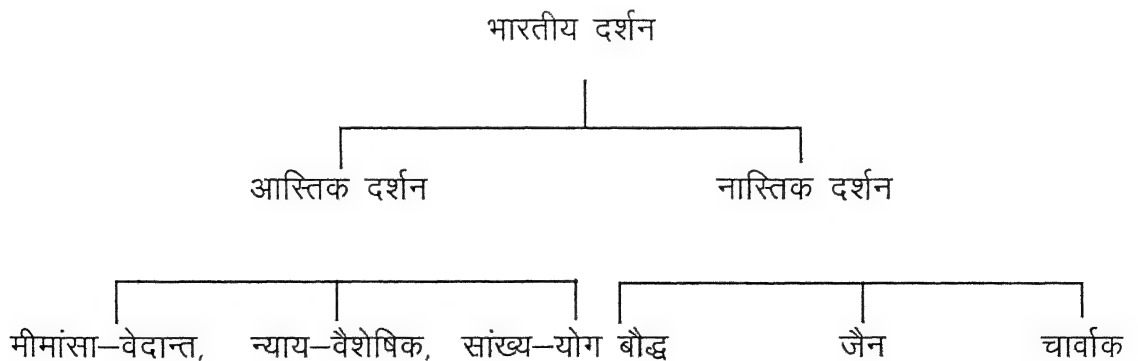 भारतीय दर्शन
आस्तिक दर्शन नास्तिक दर्शन
मीमांसा–वेदान्त, न्याय–वैशेषिक, सांख्य–योग बौद्ध जैन चार्वाक